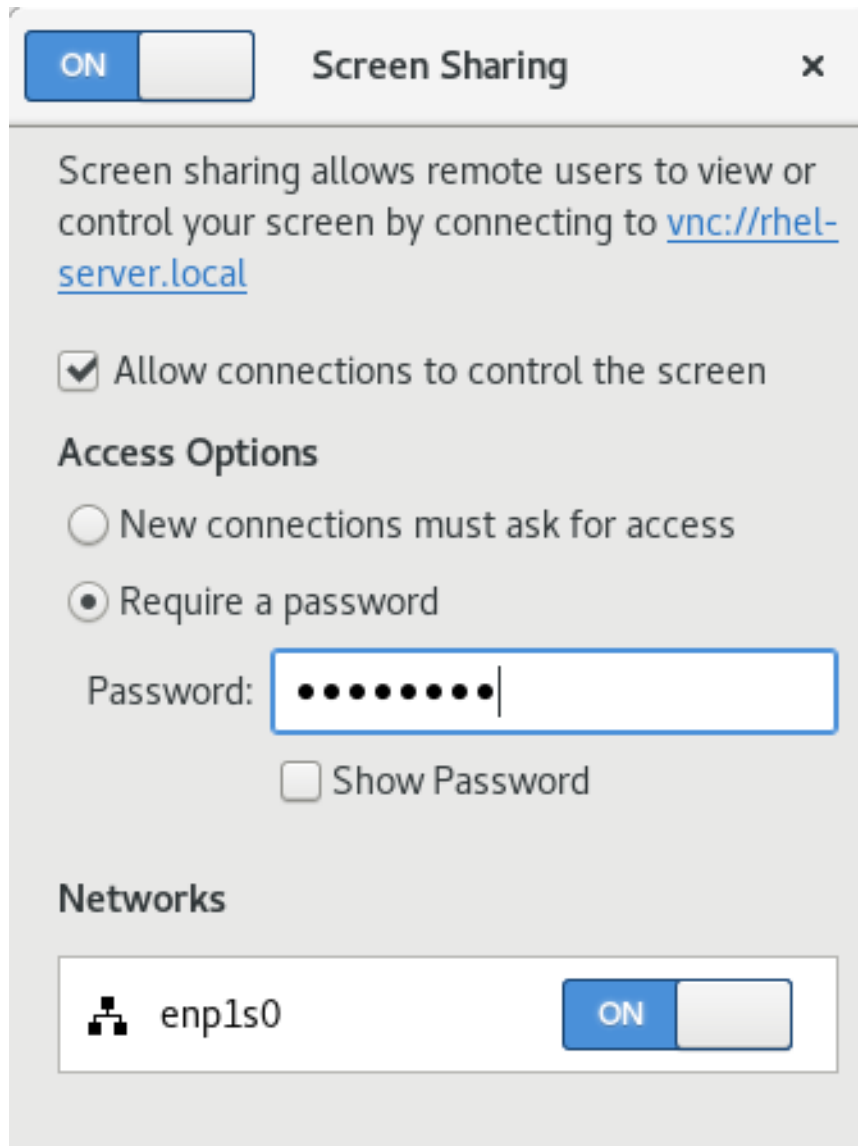 ON Screen Sharing ×
Screen sharing allows remote users to view or
control your screen by connecting to vnc://rhel-
server.local
Allow connections to control the screen
Access Options
New connections must ask for access
Require a password
Password: ●●●●●●●●
Show Password
Networks
enp1s0 ON